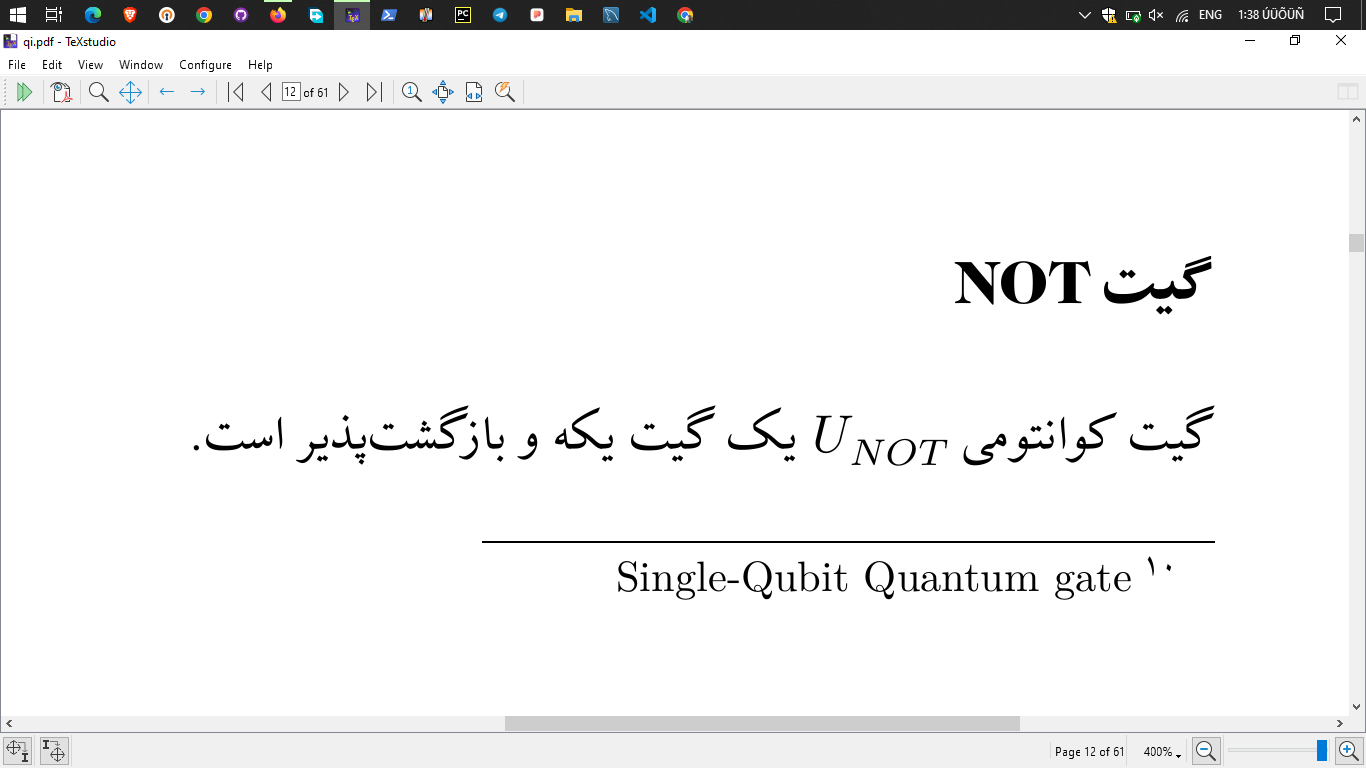 ENG
1:38 ÚÜÕÜÑ
qi.pdf - TeXstudio
File Edit View Window Configure Help
12 of 61
گیت NOT
گیت کوانتومی U_NOT یک گیت یکه و بازگشت‌پذیر است.
۱۰ Single-Qubit Quantum gate
Page 12 of 61 400%